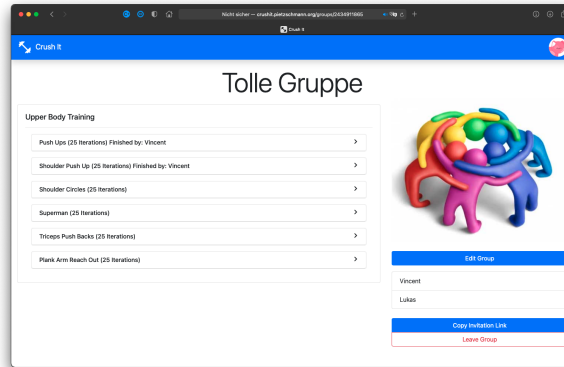 Nicht sicher — crushit.pietzschmann.org/groups/2434911865
Crush It
Crush It
Tolle Gruppe
Upper Body Training
Push Ups (25 Iterations) Finished by: Vincent
Shoulder Push Up (25 Iterations) Finished by: Vincent
Shoulder Circles (25 Iterations)
Superman (25 Iterations)
Triceps Push Backs (25 Iterations)
Plank Arm Reach Out (25 Iterations)
Edit Group
Vincent
Lukas
Copy Invitation Link
Leave Group